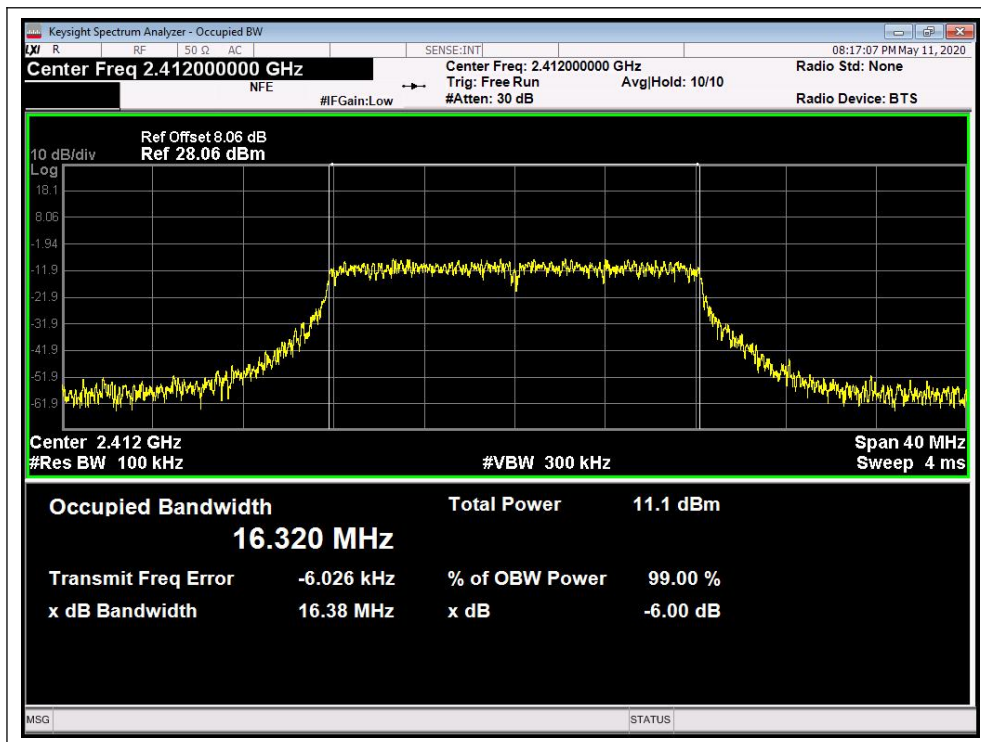 Keysight Spectrum Analyzer - Occupied BW
LXI R RF 50 Ω AC SENSE:INT 08:17:07 PM May 11, 2020
Center Freq 2.412000000 GHz Center Freq: 2.412000000 GHz Radio Std: None
NFE Trig: Free Run Avg|Hold: 10/10
#IFGain:Low #Atten: 30 dB Radio Device: BTS
Ref Offset 8.06 dB
10 dB/div Ref 28.06 dBm
Log
18.1
8.06
-1.94
-11.9
-21.9
-31.9
-41.9
-51.9
-61.9
Center 2.412 GHz Span 40 MHz
#Res BW 100 kHz #VBW 300 kHz Sweep 4 ms
Occupied Bandwidth Total Power 11.1 dBm
16.320 MHz
Transmit Freq Error -6.026 kHz % of OBW Power 99.00 %
x dB Bandwidth 16.38 MHz x dB -6.00 dB
MSG STATUS